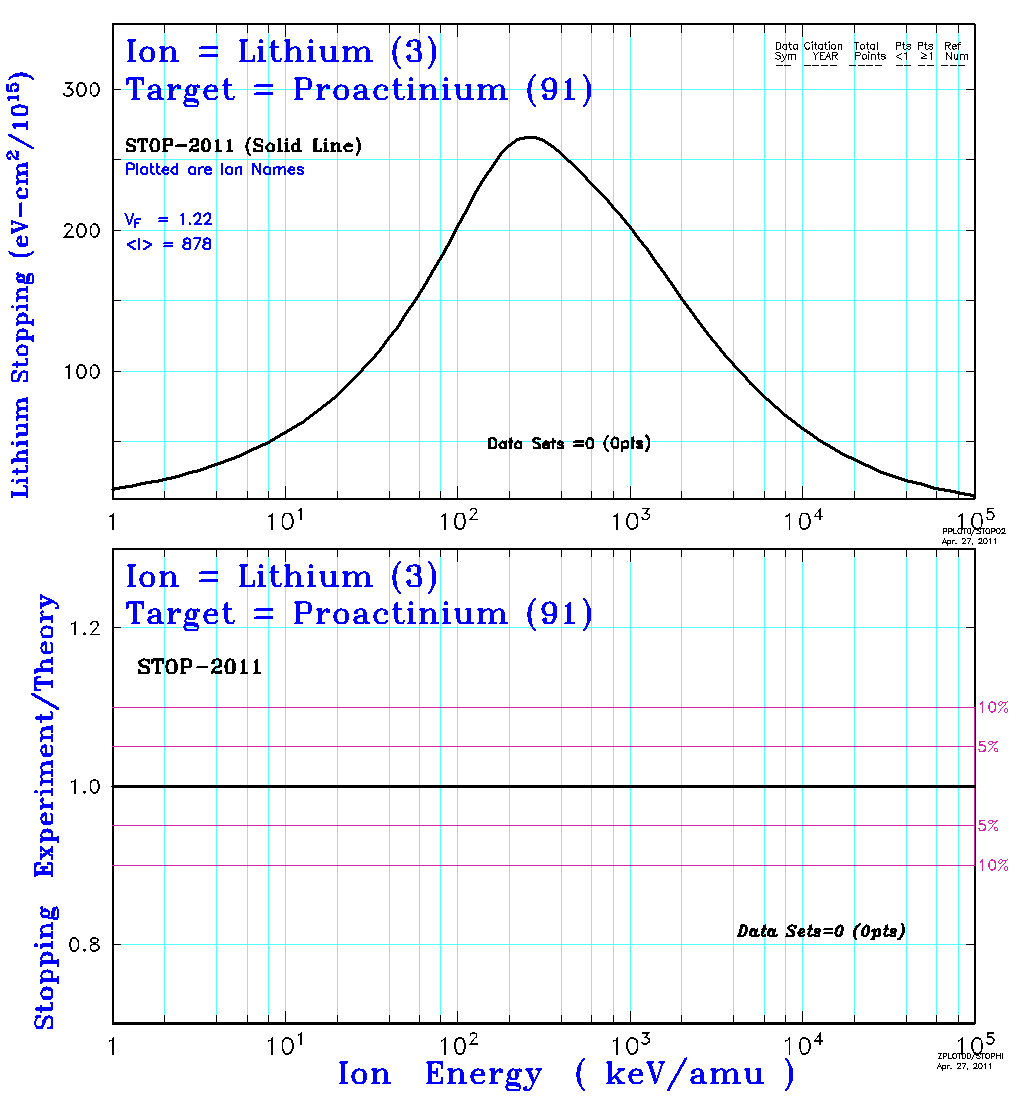 Ion = Lithium (3)
Target = Proactinium (91)
STOP-2011 (Solid Line)
Plotted are Ion Names
V_F = 1.22
<I> = 878
Data Citation Total Pts Pts Ref
Sym YEAR Points <1 ≥1 Num
Lithium Stopping (eV-cm²/10¹⁵)
300
200
100
Data Sets =0 (0pts)
1 10¹ 10² 10³ 10⁴ 10⁵
PPLOT0/STOP02
Apr. 27, 2011
Ion = Lithium (3)
Target = Proactinium (91)
STOP-2011
Stopping Experiment/Theory
1.2
1.0
0.8
10%
5%
5%
10%
Data Sets=0 (0pts)
1 10¹ 10² 10³ 10⁴ 10⁵
Ion Energy ( keV/amu )
ZPLOT0D/STOPHI
Apr. 27, 2011